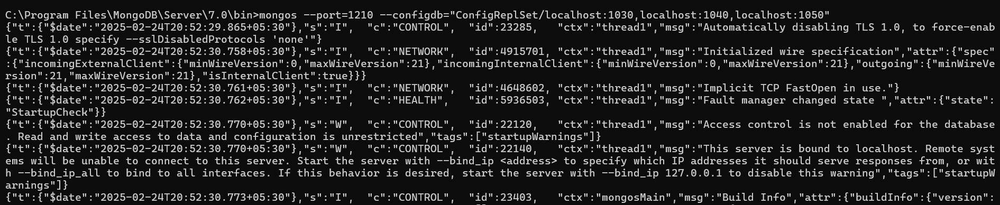 C:\Program Files\MongoDB\Server\7.0\bin>mongos --port=1210 --configdb="ConfigReplSet/localhost:1030,localhost:1040,localhost:1050"
{"t":{"$date":"2025-02-24T20:52:29.865+05:30"},"s":"I",  "c":"CONTROL",  "id":23285,   "ctx":"thread1","msg":"Automatically disabling TLS 1.0, to force-enab
le TLS 1.0 specify --sslDisabledProtocols 'none'"}
{"t":{"$date":"2025-02-24T20:52:30.758+05:30"},"s":"I",  "c":"NETWORK",  "id":4915701, "ctx":"thread1","msg":"Initialized wire specification","attr":{"spec"
:{"incomingExternalClient":{"minWireVersion":0,"maxWireVersion":21},"incomingInternalClient":{"minWireVersion":0,"maxWireVersion":21},"outgoing":{"minWireVe
rsion":21,"maxWireVersion":21},"isInternalClient":true}}}
{"t":{"$date":"2025-02-24T20:52:30.761+05:30"},"s":"I",  "c":"NETWORK",  "id":4648602, "ctx":"thread1","msg":"Implicit TCP FastOpen in use."}
{"t":{"$date":"2025-02-24T20:52:30.762+05:30"},"s":"I",  "c":"HEALTH",   "id":5936503, "ctx":"thread1","msg":"Fault manager changed state ","attr":{"state":
"StartupCheck"}}
{"t":{"$date":"2025-02-24T20:52:30.770+05:30"},"s":"W",  "c":"CONTROL",  "id":22120,   "ctx":"thread1","msg":"Access control is not enabled for the database
. Read and write access to data and configuration is unrestricted","tags":["startupWarnings"]}
{"t":{"$date":"2025-02-24T20:52:30.770+05:30"},"s":"W",  "c":"CONTROL",  "id":22140,   "ctx":"thread1","msg":"This server is bound to localhost. Remote syst
ems will be unable to connect to this server. Start the server with --bind_ip <address> to specify which IP addresses it should serve responses from, or wit
h --bind_ip_all to bind to all interfaces. If this behavior is desired, start the server with --bind_ip 127.0.0.1 to disable this warning","tags":["startupW
arnings"]}
{"t":{"$date":"2025-02-24T20:52:30.773+05:30"},"s":"I",  "c":"CONTROL",  "id":23403,   "ctx":"mongosMain","msg":"Build Info","attr":{"buildInfo":{"version":